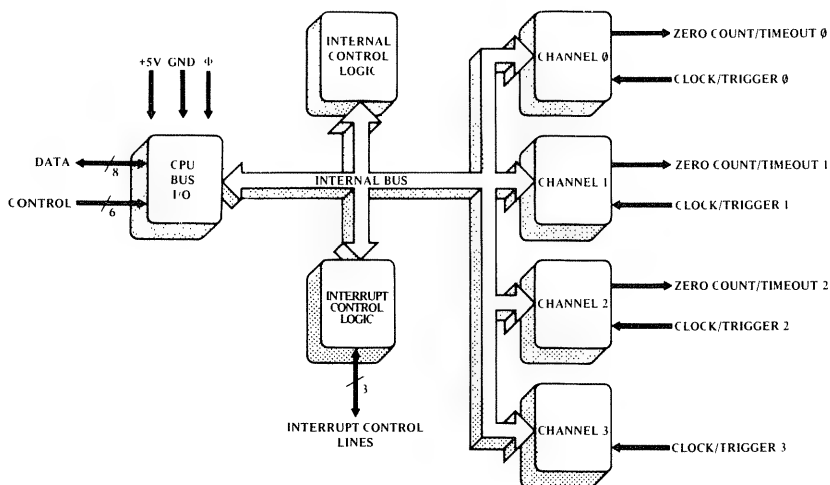 +5V GND Φ
DATA
8
CONTROL
6
CPU
BUS
I/O
INTERNAL
CONTROL
LOGIC
INTERNAL BUS
INTERRUPT
CONTROL
LOGIC
3
INTERRUPT CONTROL
LINES
CHANNEL 0
ZERO COUNT/TIMEOUT 0
CLOCK/TRIGGER 0
CHANNEL 1
ZERO COUNT/TIMEOUT 1
CLOCK/TRIGGER 1
CHANNEL 2
ZERO COUNT/TIMEOUT 2
CLOCK/TRIGGER 2
CHANNEL 3
CLOCK/TRIGGER 3